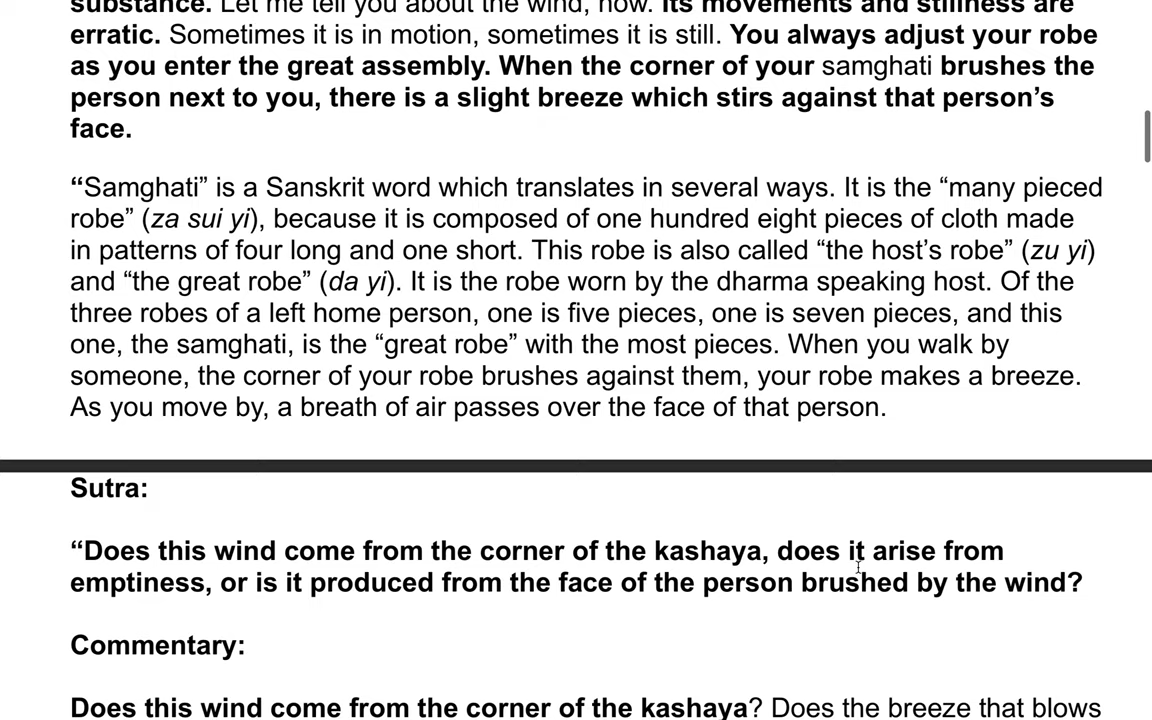 substance. Let me tell you about the wind, now. Its movements and stillness are
erratic. Sometimes it is in motion, sometimes it is still. You always adjust your robe
as you enter the great assembly. When the corner of your samghati brushes the
person next to you, there is a slight breeze which stirs against that person’s
face.
“Samghati” is a Sanskrit word which translates in several ways. It is the “many pieced
robe” (za sui yi), because it is composed of one hundred eight pieces of cloth made
in patterns of four long and one short. This robe is also called “the host’s robe” (zu yi)
and “the great robe” (da yi). It is the robe worn by the dharma speaking host. Of the
three robes of a left home person, one is five pieces, one is seven pieces, and this
one, the samghati, is the “great robe” with the most pieces. When you walk by
someone, the corner of your robe brushes against them, your robe makes a breeze.
As you move by, a breath of air passes over the face of that person.
Sutra:
“Does this wind come from the corner of the kashaya, does it arise from
emptiness, or is it produced from the face of the person brushed by the wind?
Commentary:
Does this wind come from the corner of the kashaya? Does the breeze that blows